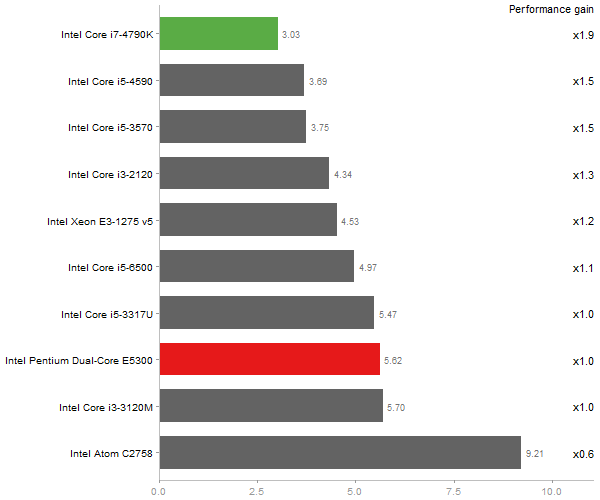 Performance gain
Intel Core i7-4790K 3.03 x1.9
Intel Core i5-4590 3.69 x1.5
Intel Core i5-3570 3.75 x1.5
Intel Core i3-2120 4.34 x1.3
Intel Xeon E3-1275 v5 4.53 x1.2
Intel Core i5-6500 4.97 x1.1
Intel Core i5-3317U 5.47 x1.0
Intel Pentium Dual-Core E5300 5.62 x1.0
Intel Core i3-3120M 5.70 x1.0
Intel Atom C2758 9.21 x0.6
0.0 2.5 5.0 7.5 10.0